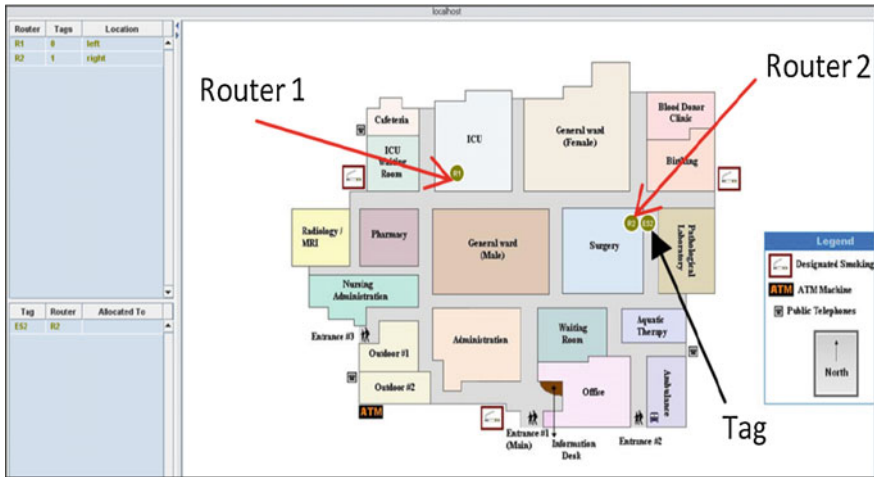 localhost
Router Tags Location
R1 0 left
R2 1 right
Tag Router Allocated To
ES2 R2
Router 1
Router 2
Cafeteria
ICU
Waiting
Room
ICU
General ward
(Female)
Blood Donor
Clinic
Birthing
R1
R2
ES2
Radiology /
MRI
Pharmacy
General ward
(Male)
Surgery
Pathological
Laboratory
Nursing
Administration
Entrance #3
Outdoor #1
Outdoor #2
ATM
Administration
Waiting
Room
Aquatic
Therapy
Office
Ambulance
Entrance #1
(Main)
Information
Desk
Entrance #2
Tag
Legend
Designated Smoking
ATM
ATM Machine
Public Telephones
North